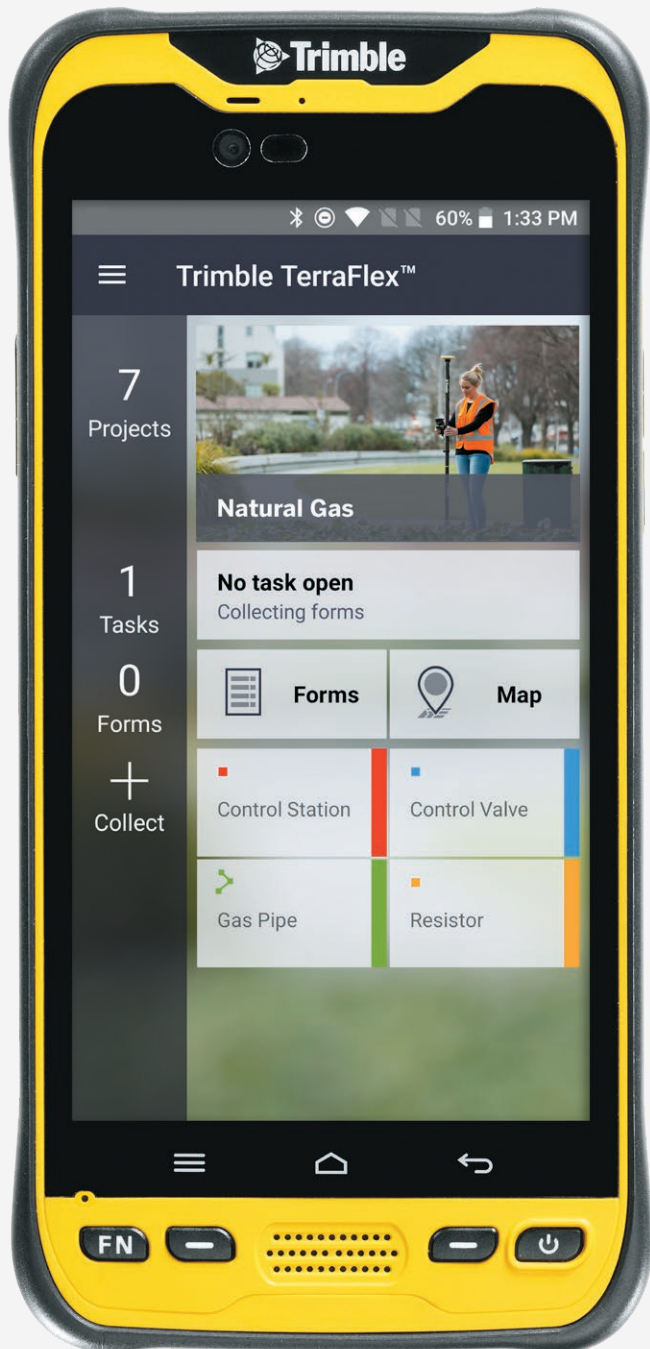 Trimble
60% 1:33 PM
Trimble TerraFlex™
7
Projects
Natural Gas
1
Tasks
No task open
Collecting forms
0
Forms
Forms
Map
Collect
Control Station
Control Valve
Gas Pipe
Resistor
FN